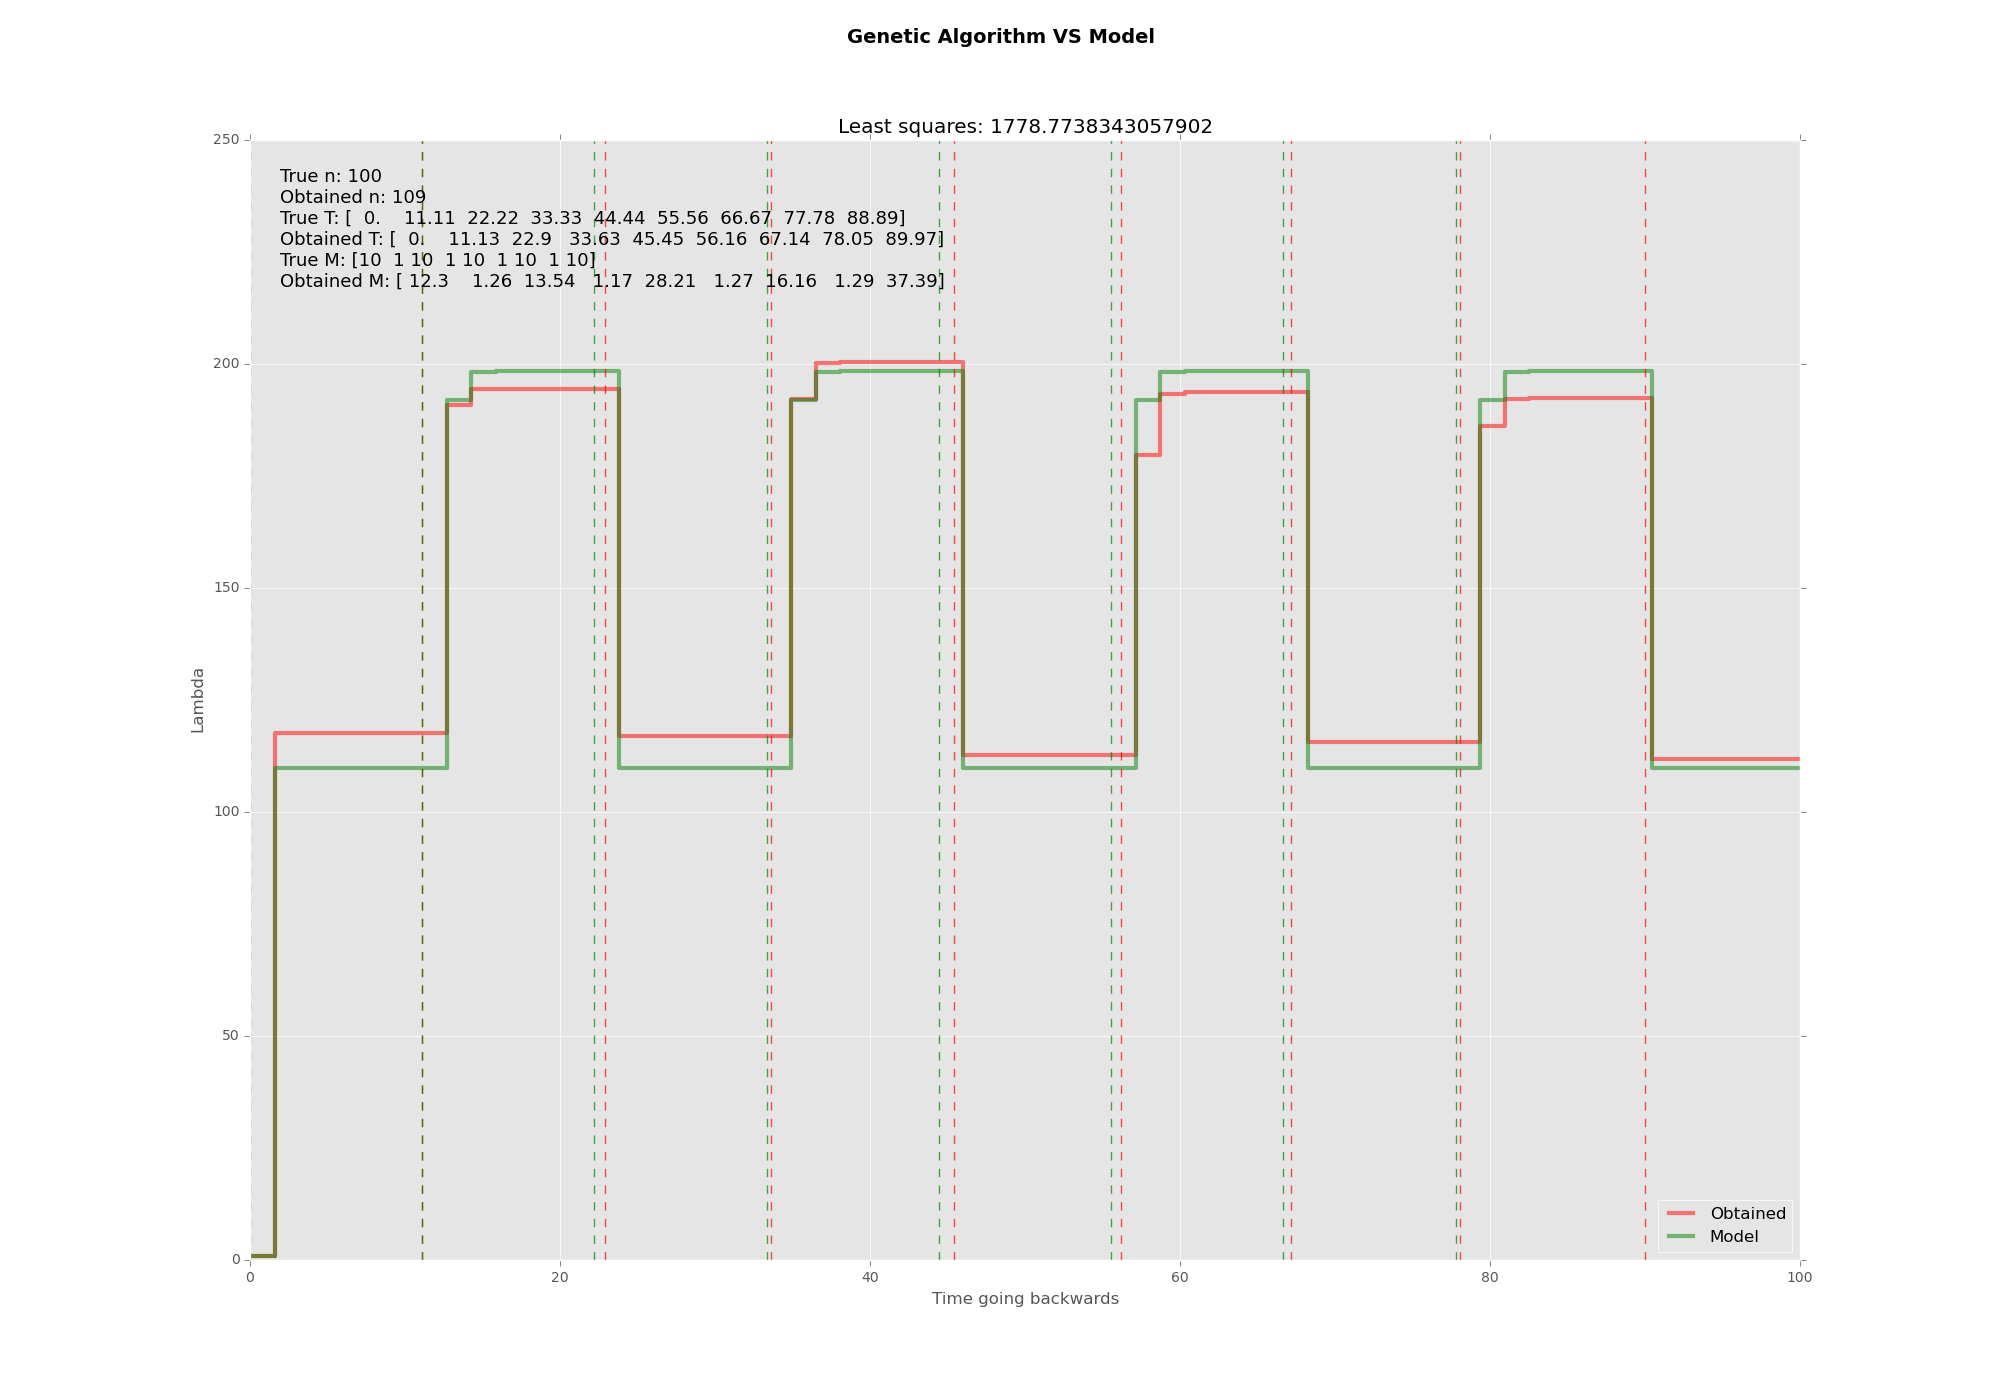 Genetic Algorithm VS Model
Least squares: 1778.7738343057902
250
200
150
100
50
0
Lambda
True n: 100
Obtained n: 109
True T: [  0.    11.11  22.22  33.33  44.44  55.56  66.67  77.78  88.89]
Obtained T: [  0.    11.13  22.9   33.63  45.45  56.16  67.14  78.05  89.97]
True M: [10  1 10  1 10  1 10  1 10]
Obtained M: [ 12.3    1.26  13.54   1.17  28.21   1.27  16.16   1.29  37.39]
Obtained
Model
0 20 40 60 80 100
Time going backwards